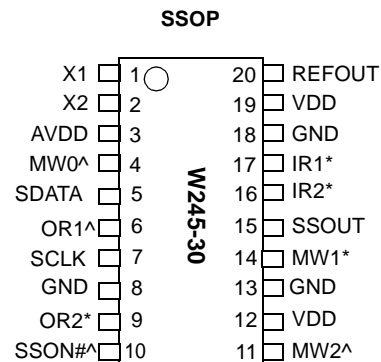 SSOP
X1 1 20 REFOUT
X2 2 19 VDD
AVDD 3 18 GND
MW0^ 4 17 IR1*
SDATA 5 16 IR2*
OR1^ 6 15 SSOUT
SCLK 7 14 MW1*
GND 8 13 GND
OR2* 9 12 VDD
SSON#^ 10 11 MW2^
W245-30